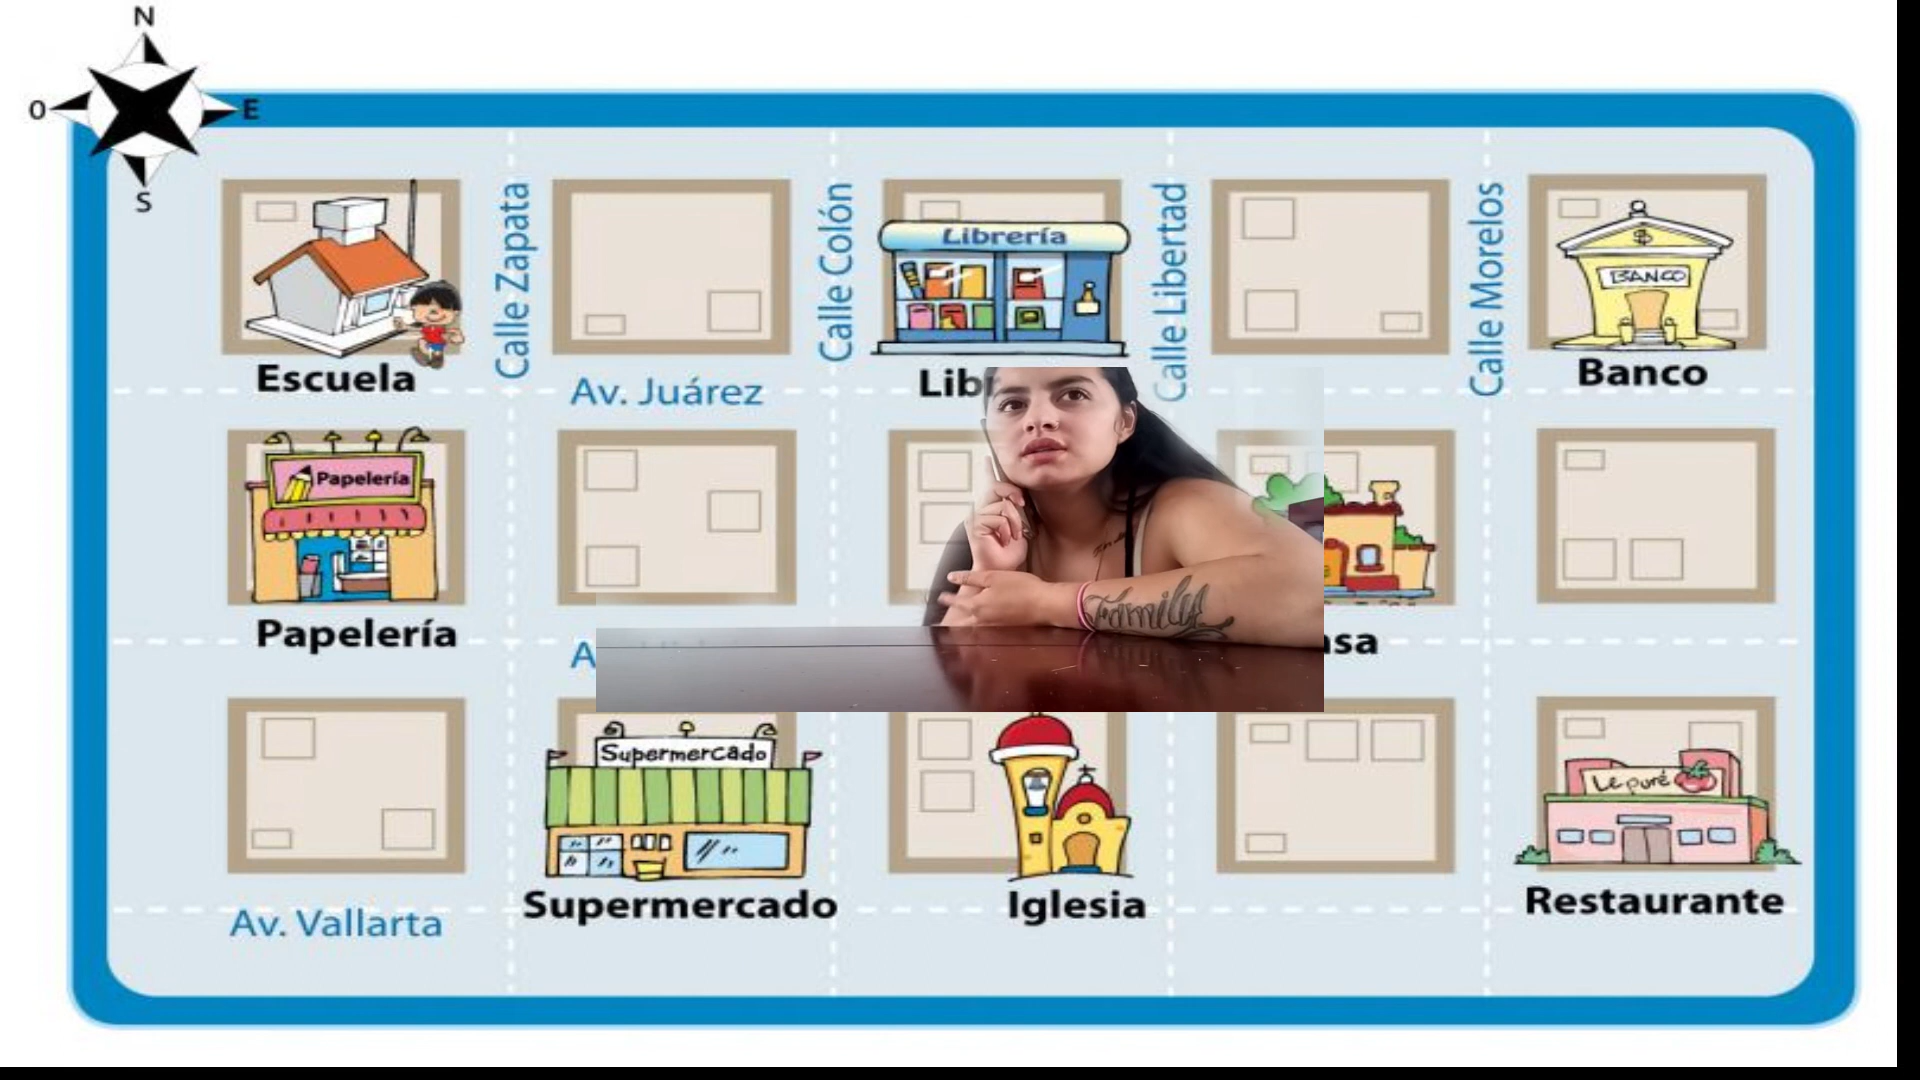 N
O E
S
Calle Zapata
Calle Colón
Librería
Calle Libertad
Calle Morelos
BANCO
Escuela
Av. Juárez
Banco
Papelería
Papelería
Family
Supermercado
Le puré
Supermercado
Iglesia
Restaurante
Av. Vallarta